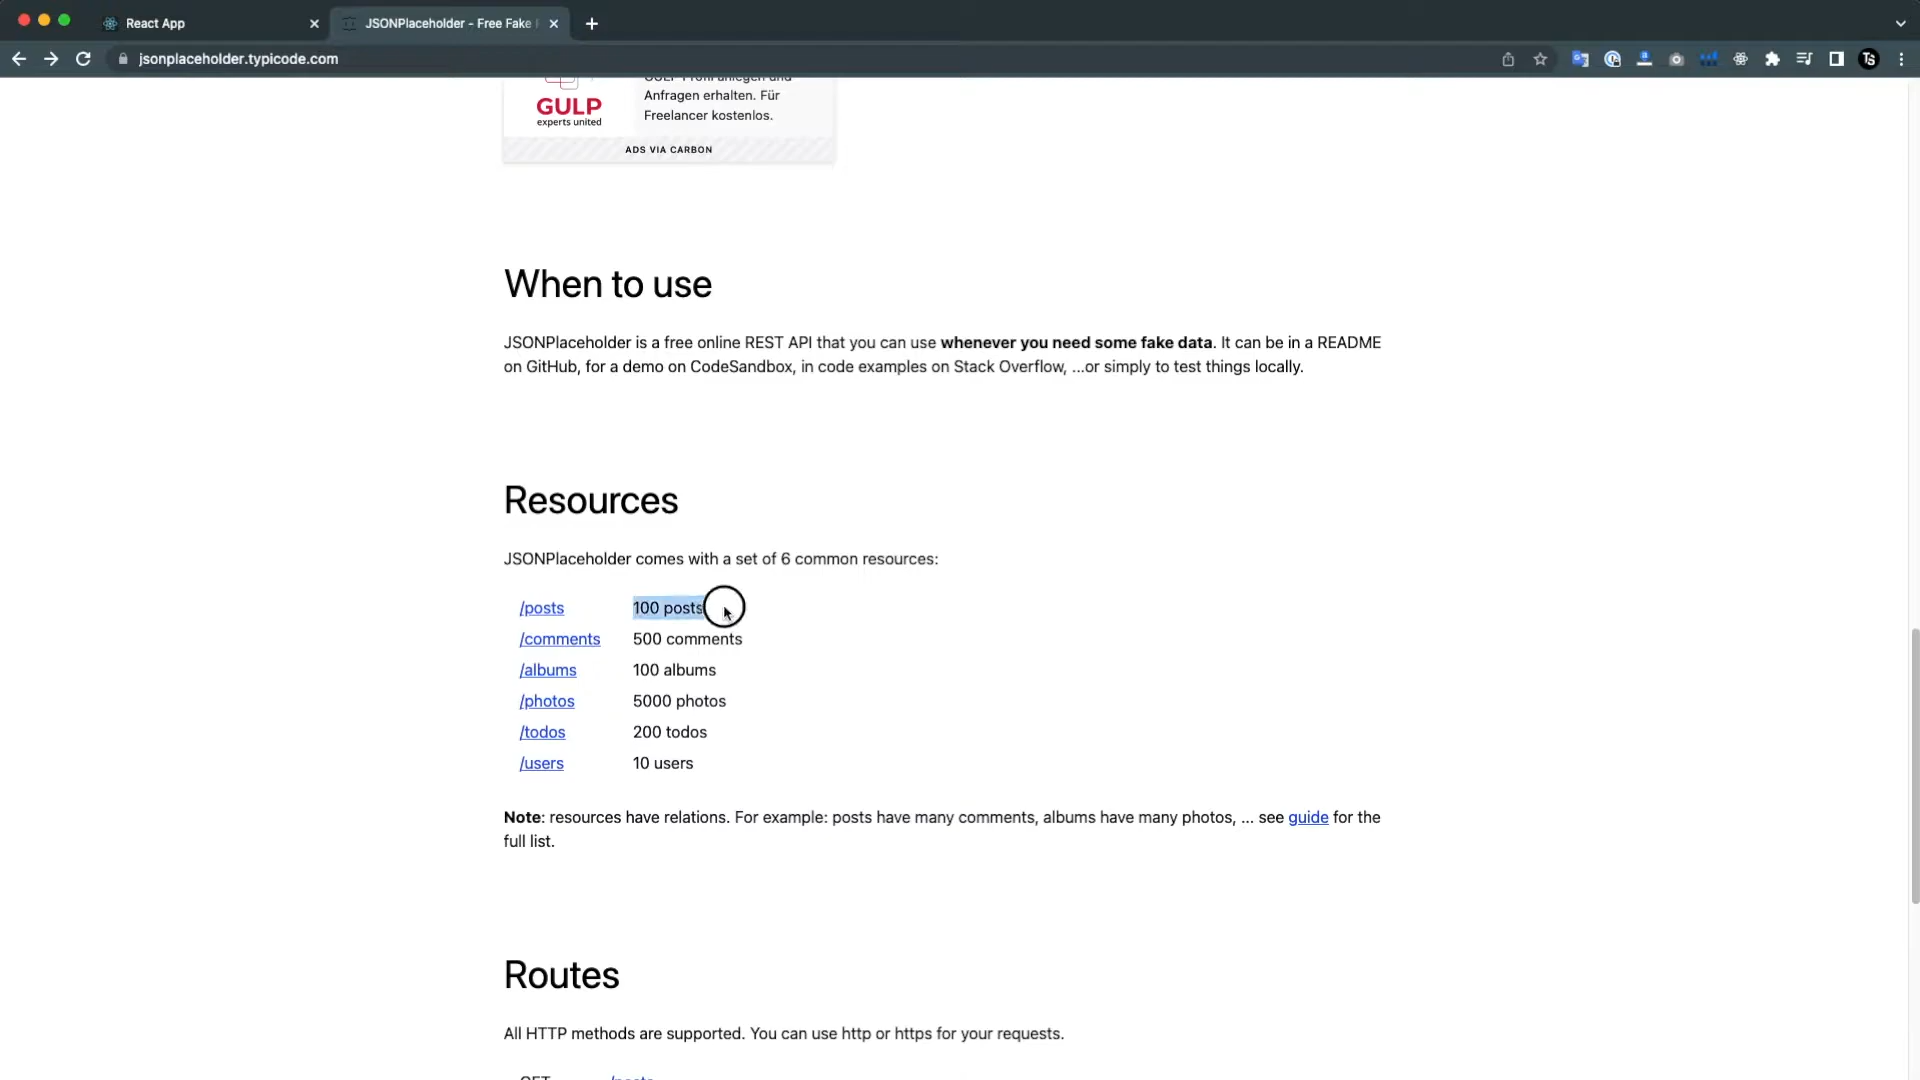 React App
JSONPlaceholder - Free Fake
jsonplaceholder.typicode.com
TS
GULP
experts united
Anfragen erhalten. Für
Freelancer kostenlos.
ADS VIA CARBON
When to use
JSONPlaceholder is a free online REST API that you can use whenever you need some fake data. It can be in a README
on GitHub, for a demo on CodeSandbox, in code examples on Stack Overflow, ...or simply to test things locally.
Resources
JSONPlaceholder comes with a set of 6 common resources:
/posts 100 posts
/comments 500 comments
/albums 100 albums
/photos 5000 photos
/todos 200 todos
/users 10 users
Note: resources have relations. For example: posts have many comments, albums have many photos, ... see guide for the
full list.
Routes
All HTTP methods are supported. You can use http or https for your requests.
GET /posts